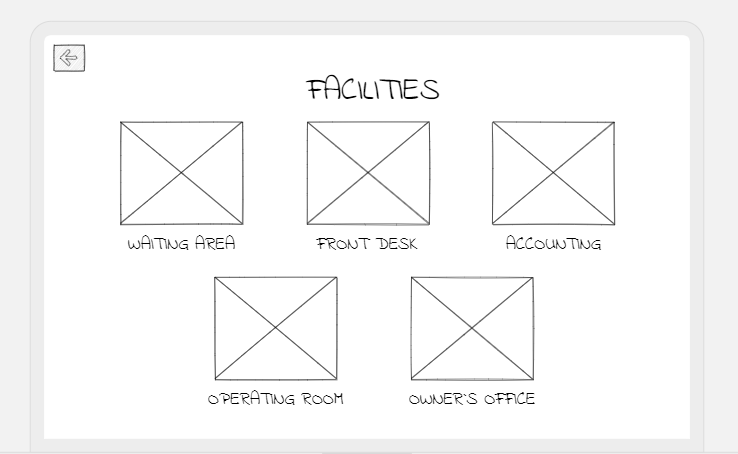 FACILITIES
WAITING AREA
FRONT DESK
ACCOUNTING
OPERATING ROOM
OWNER'S OFFICE